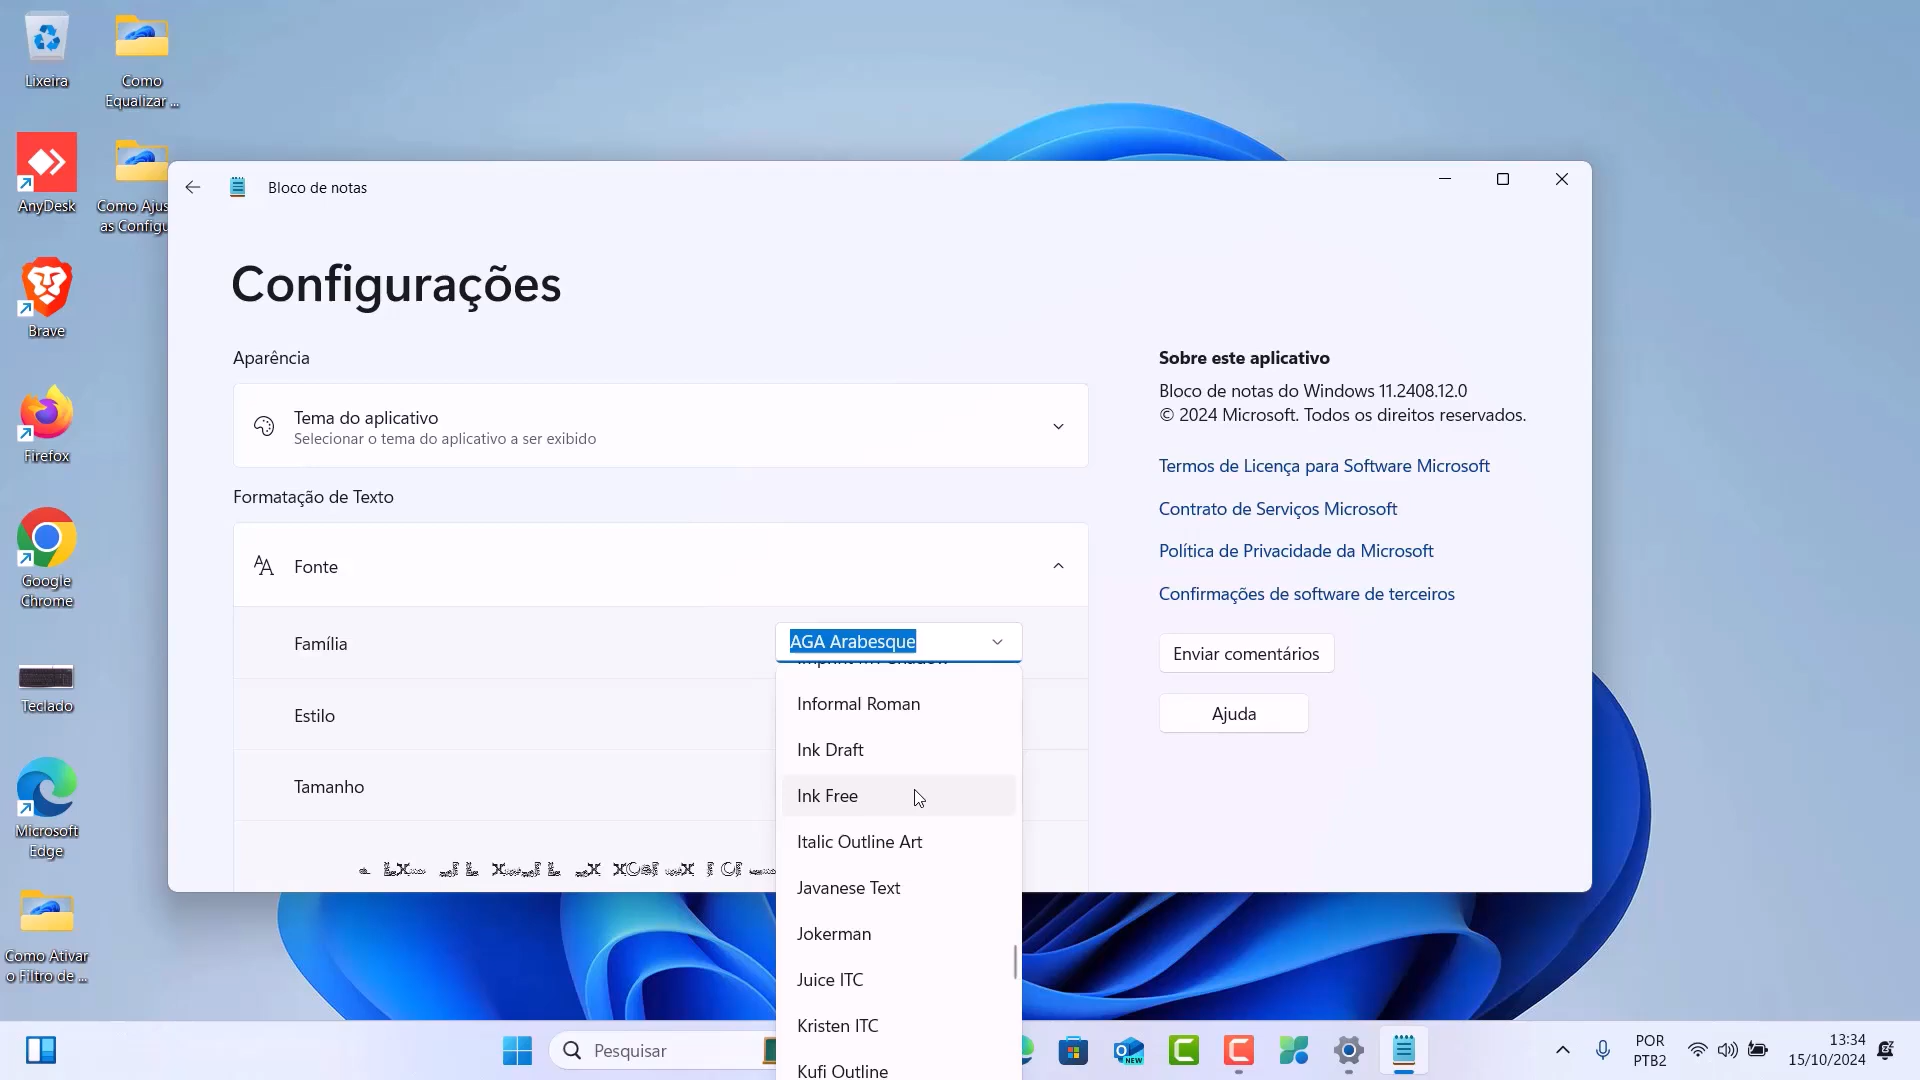 Lixeira
Como
Equalizar ...
AnyDesk
Como Ajus
as Configu
Brave
Firefox
Google
Chrome
Teclado
Microsoft
Edge
Como Ativar
o Filtro de ...
Bloco de notas
Configurações
Aparência
Tema do aplicativo
Selecionar o tema do aplicativo a ser exibido
Formatação de Texto
Fonte
Família
AGA Arabesque
Estilo
Tamanho
Informal Roman
Ink Draft
Ink Free
Italic Outline Art
Javanese Text
Jokerman
Juice ITC
Kristen ITC
Kufi Outline
Sobre este aplicativo
Bloco de notas do Windows 11.2408.12.0
© 2024 Microsoft. Todos os direitos reservados.
Termos de Licença para Software Microsoft
Contrato de Serviços Microsoft
Política de Privacidade da Microsoft
Confirmações de software de terceiros
Enviar comentários
Ajuda
Pesquisar
NEW
POR
PTB2
13:34
15/10/2024